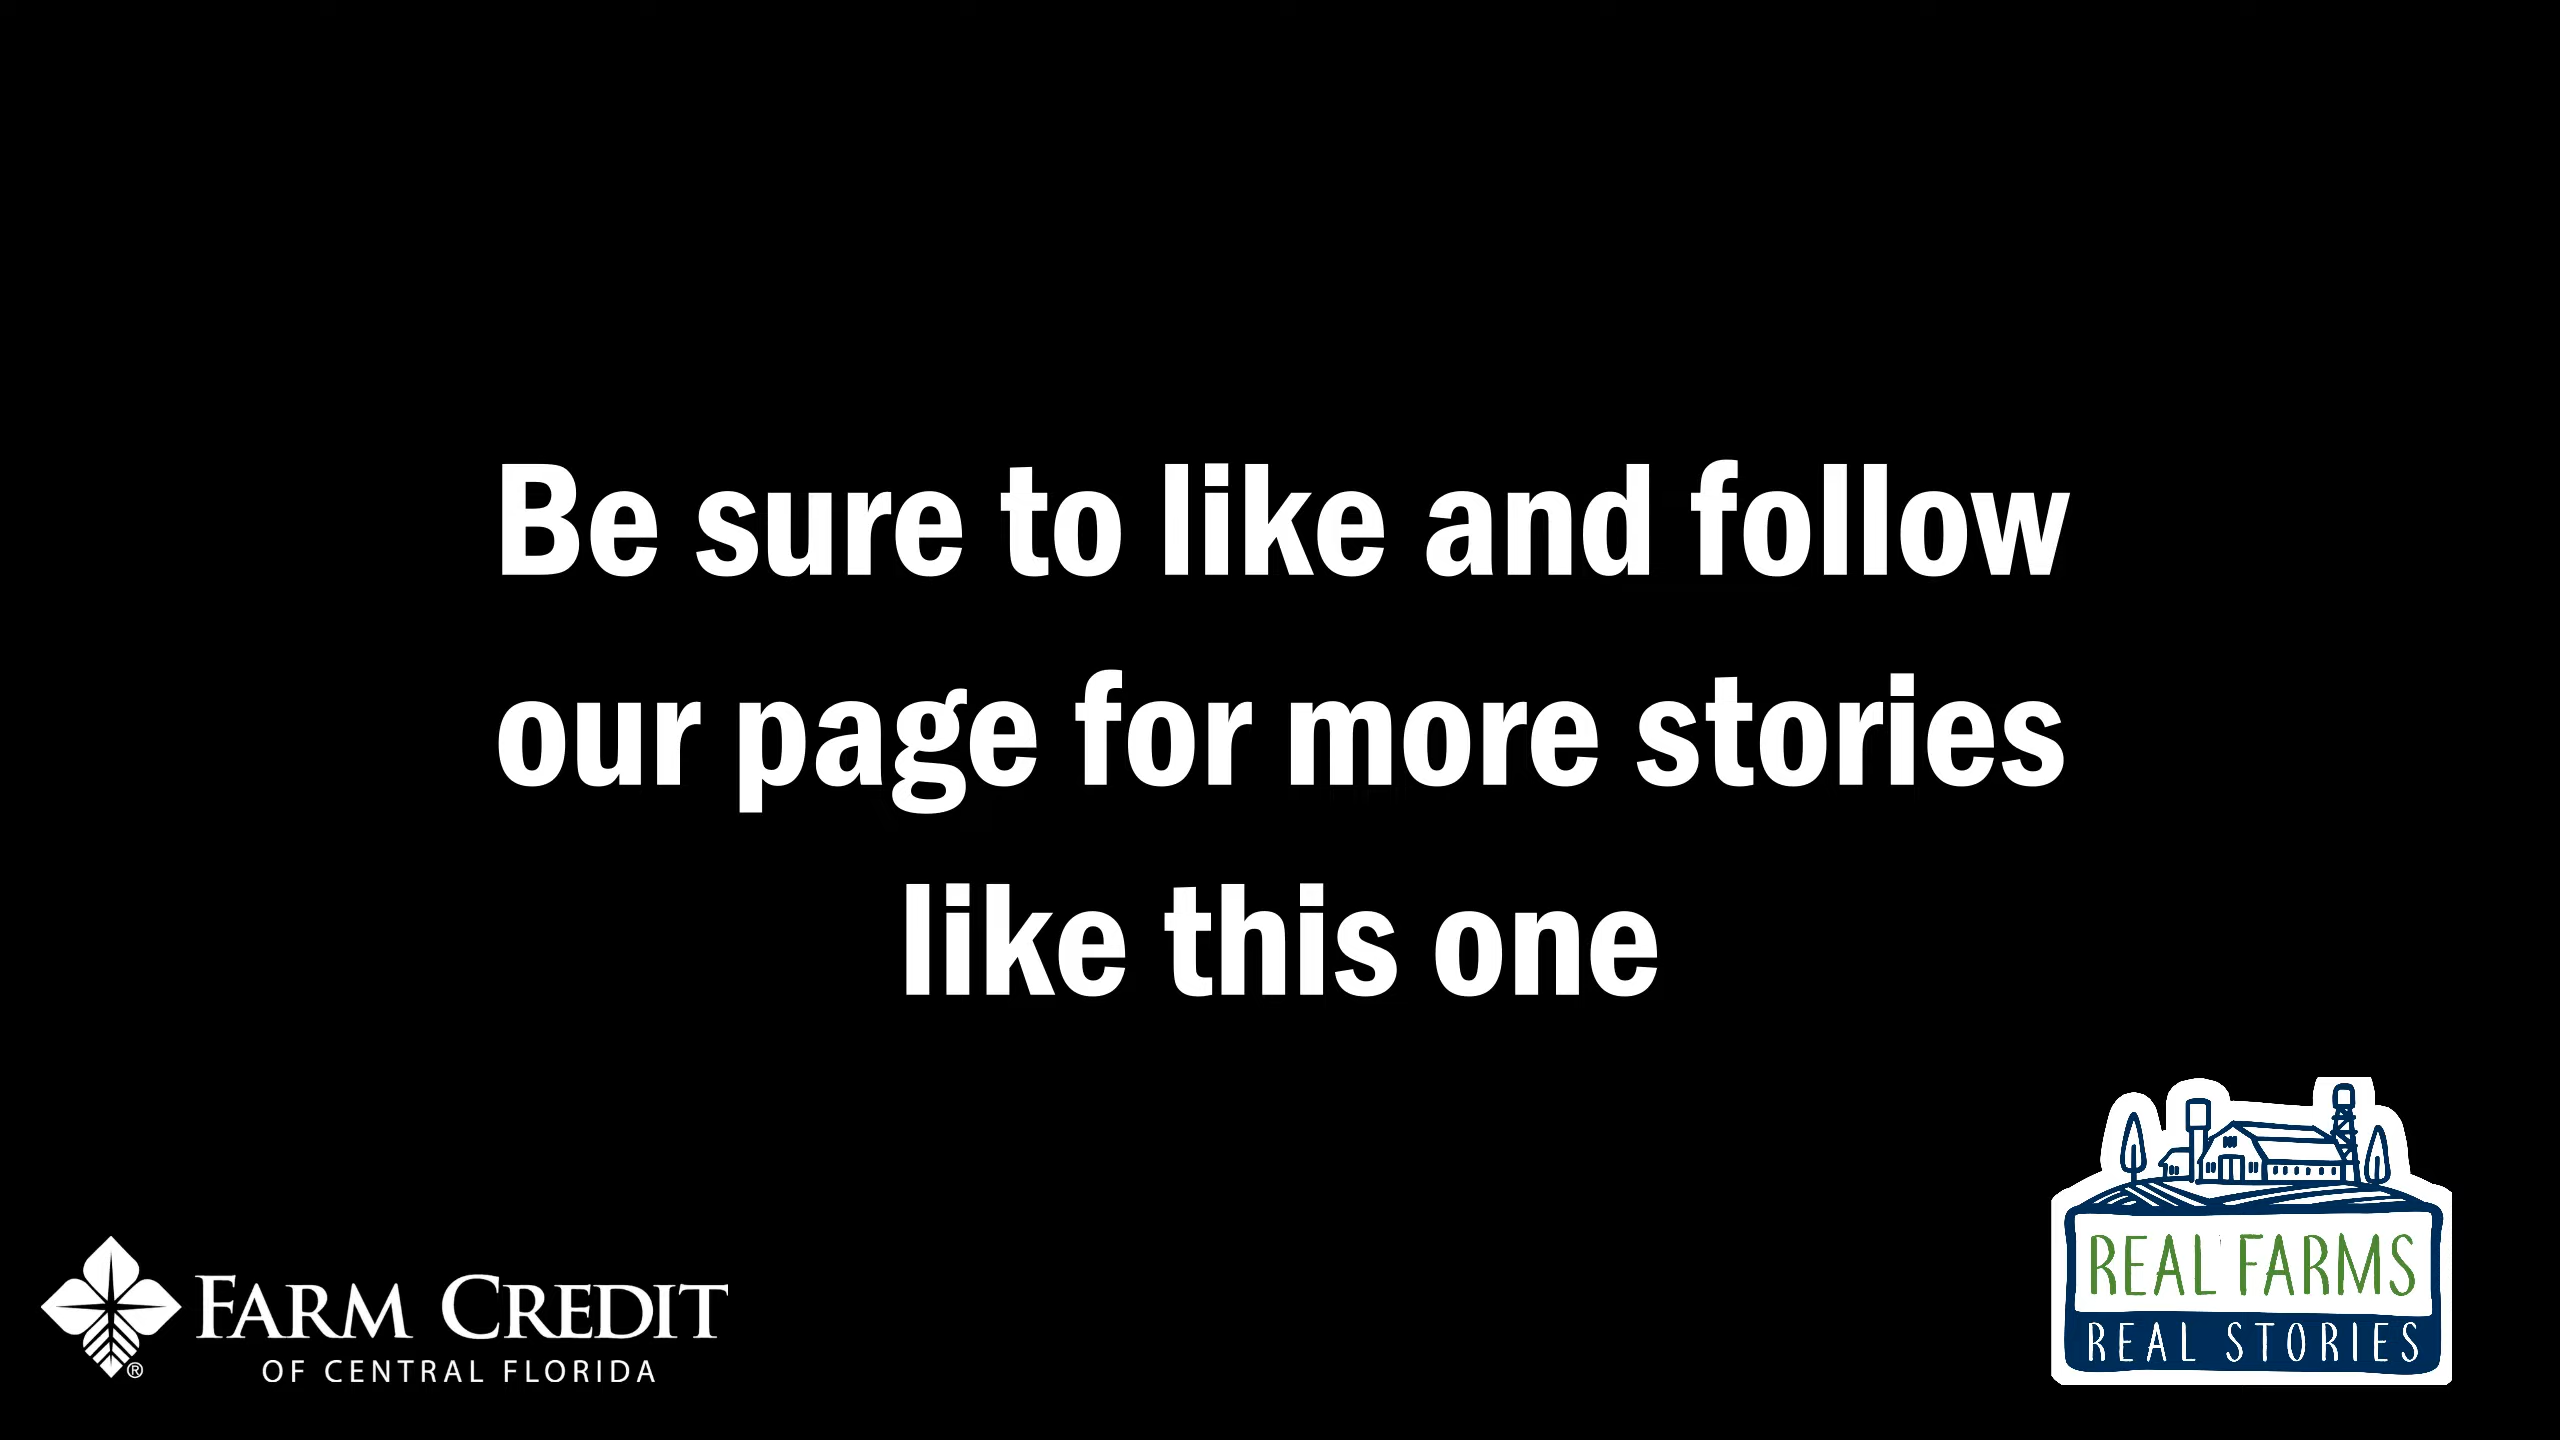 Be sure to like and follow
our page for more stories
like this one
FARM CREDIT
OF CENTRAL FLORIDA
®
REAL FARMS
REAL STORIES